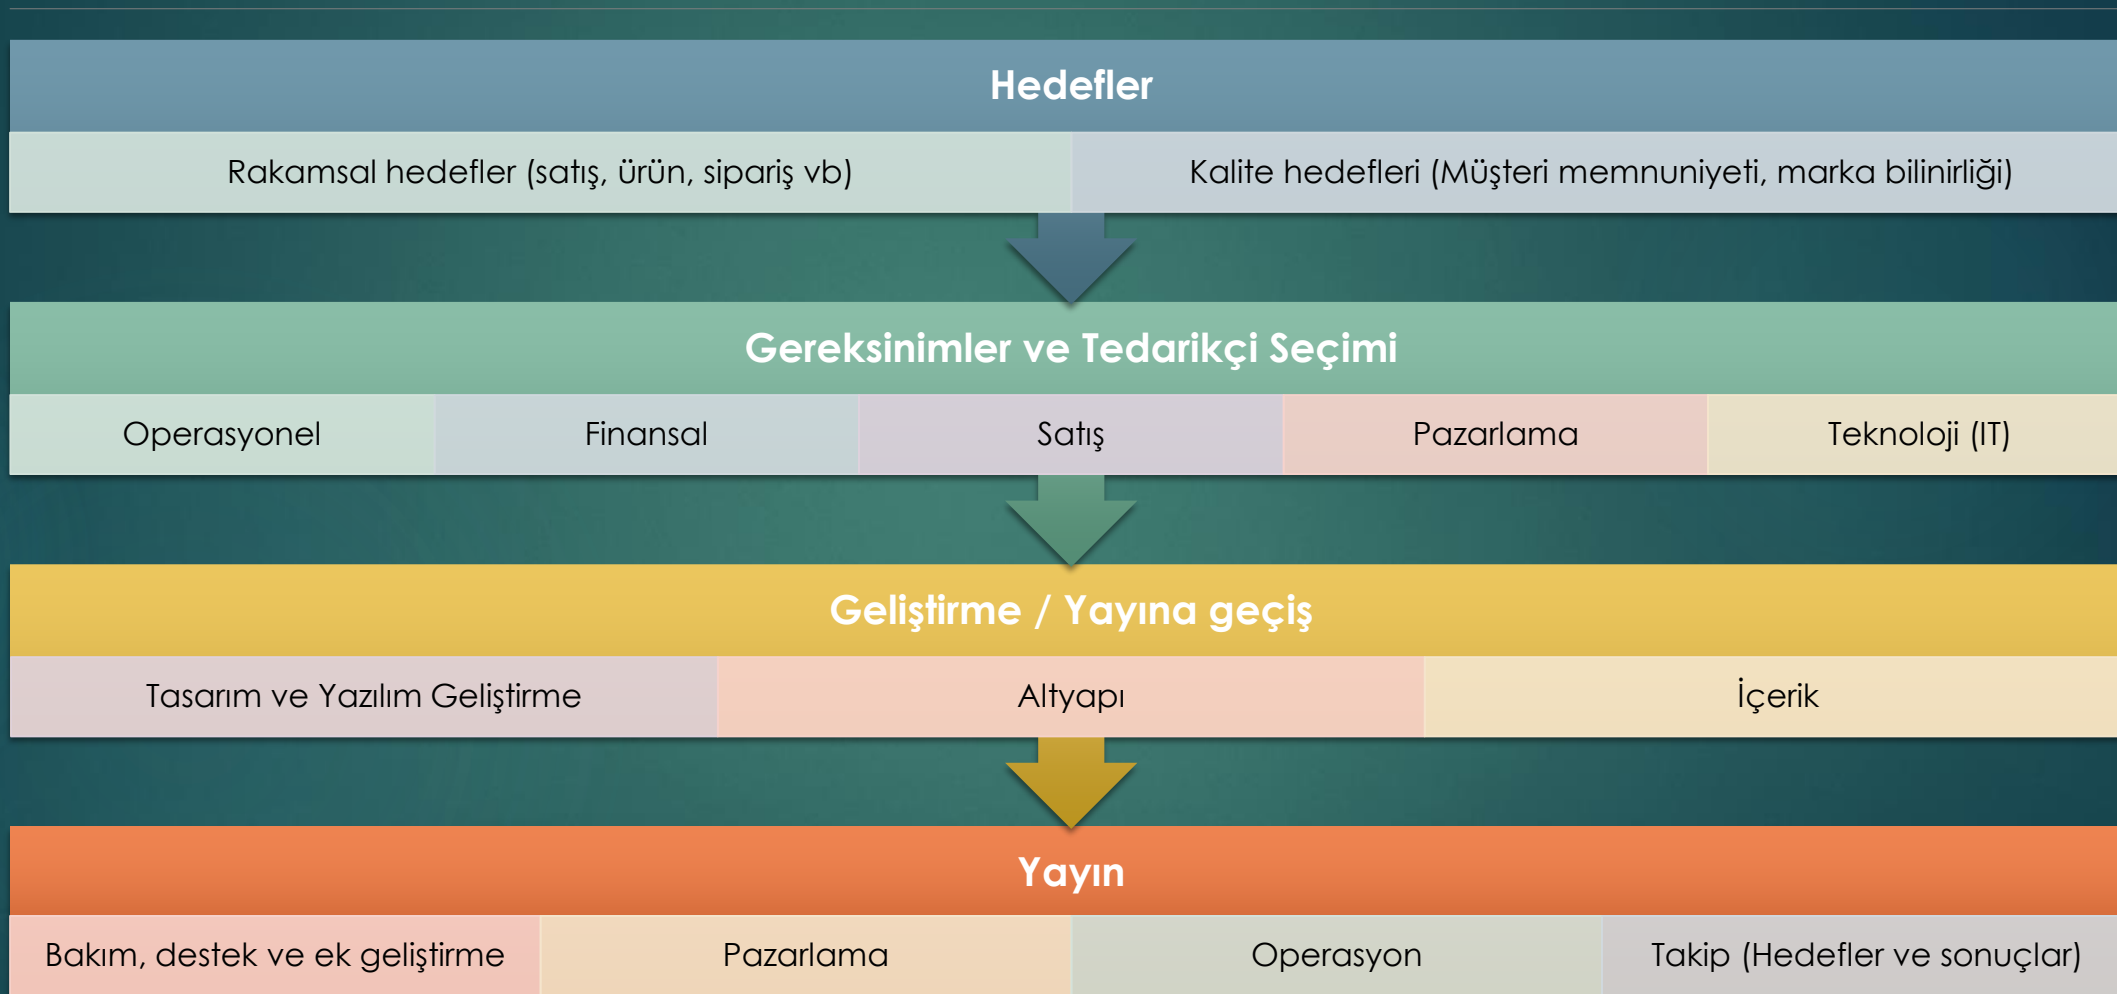 Hedefler
Rakamsal hedefler (satış, ürün, sipariş vb)
Kalite hedefleri (Müşteri memnuniyeti, marka bilinirliği)
Gereksinimler ve Tedarikçi Seçimi
Operasyonel
Finansal
Satış
Pazarlama
Teknoloji (IT)
Geliştirme / Yayına geçiş
Tasarım ve Yazılım Geliştirme
Altyapı
İçerik
Yayın
Bakım, destek ve ek geliştirme
Pazarlama
Operasyon
Takip (Hedefler ve sonuçlar)